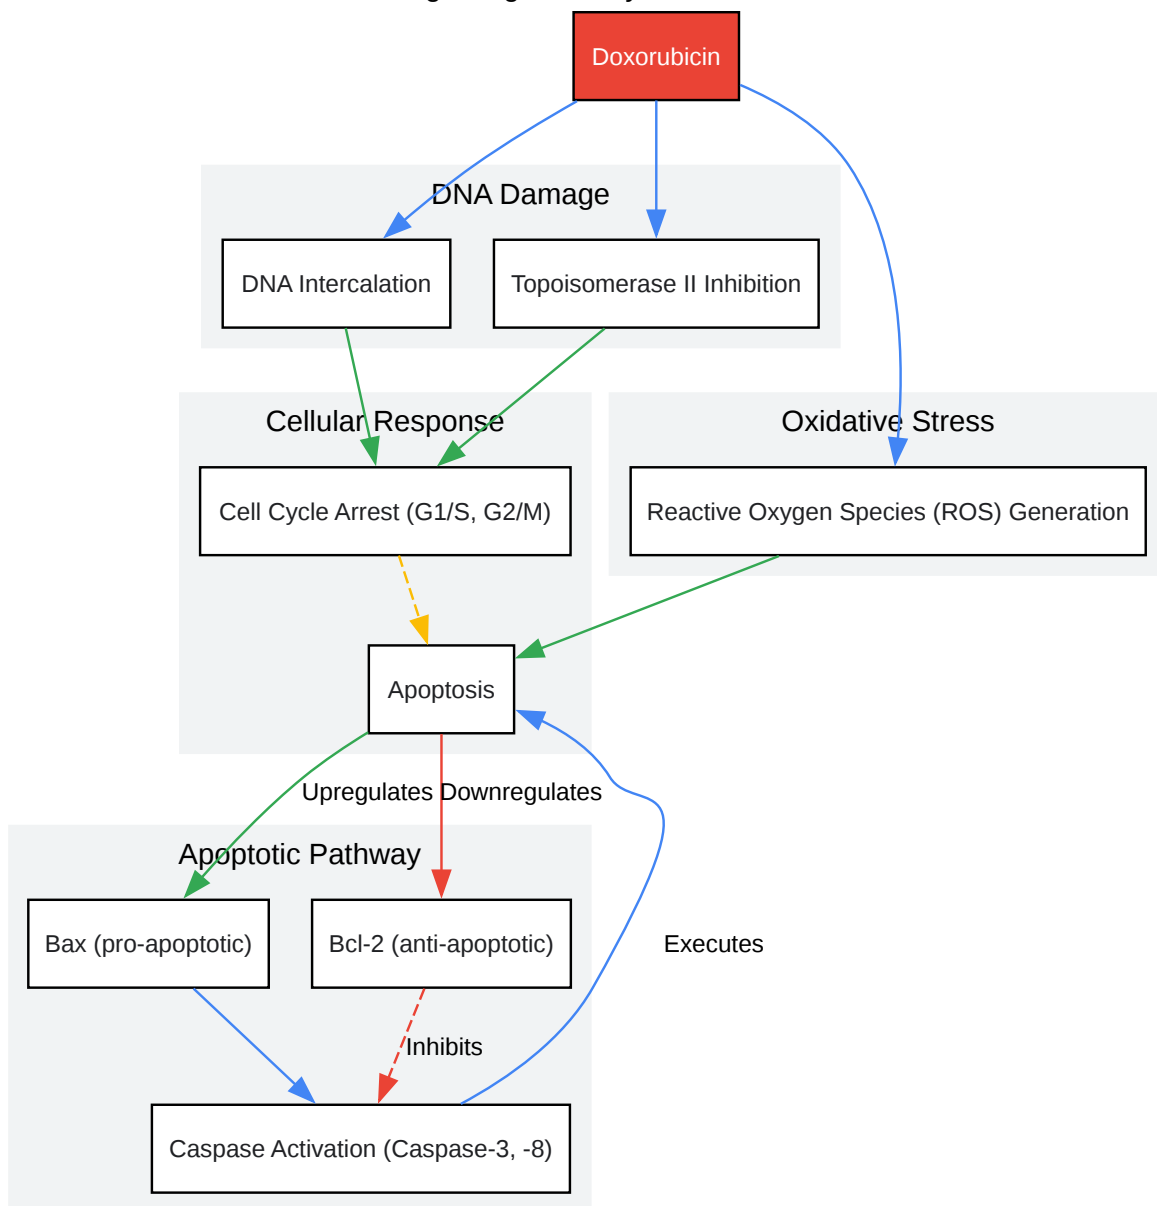 Doxorubicin
DNA Damage
DNA Intercalation
Topoisomerase II Inhibition
Cellular Response
Oxidative Stress
Cell Cycle Arrest (G1/S, G2/M)
Reactive Oxygen Species (ROS) Generation
Apoptosis
Upregulates
Downregulates
Apoptotic Pathway
Bax (pro-apoptotic)
Bcl-2 (anti-apoptotic)
Executes
Inhibits
Caspase Activation (Caspase-3, -8)